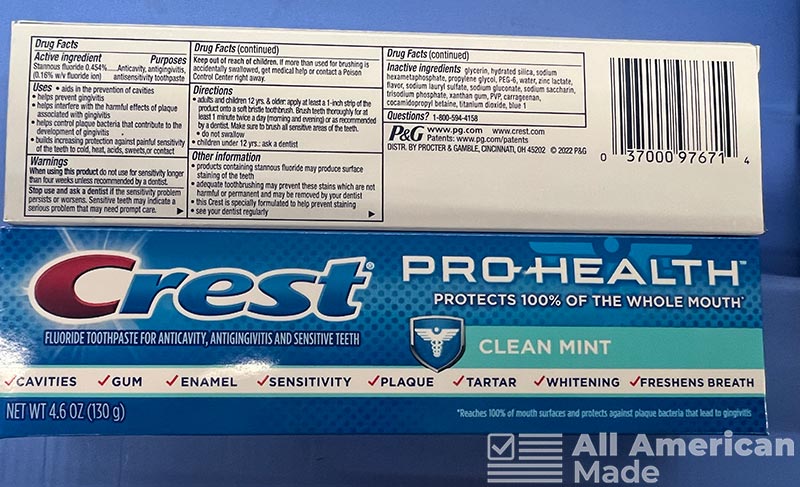 Drug Facts
Active ingredient Purposes
Stannous fluoride 0.454%....Anticavity, antigingivitis,
(0.16% w/v fluoride ion) antisensitivity toothpaste
Uses • aids in the prevention of cavities
• helps prevent gingivitis
• helps interfere with the harmful effects of plaque
associated with gingivitis
• helps control plaque bacteria that contribute to the
development of gingivitis
• builds increasing protection against painful sensitivity
of the teeth to cold, heat, acids, sweets, or contact
Warnings
When using this product do not use for sensitivity longer
than four weeks unless recommended by a dentist.
Stop use and ask a dentist if the sensitivity problem
persists or worsens. Sensitive teeth may indicate a
serious problem that may need prompt care.
Drug Facts (continued)
Keep out of reach of children. If more than used for brushing is
accidentally swallowed, get medical help or contact a Poison
Control Center right away.
Directions
• adults and children 12 yrs. & older: apply at least a 1-inch strip of the
product onto a soft bristle toothbrush. Brush teeth thoroughly for at
least 1 minute twice a day (morning and evening) or as recommended
by a dentist. Make sure to brush all sensitive areas of the teeth.
• do not swallow
• children under 12 yrs.: ask a dentist
Other information
• products containing stannous fluoride may produce surface
staining of the teeth
• adequate toothbrushing may prevent these stains which are not
harmful or permanent and may be removed by your dentist
• this Crest is specially formulated to help prevent staining
• see your dentist regularly
Drug Facts (continued)
Inactive ingredients glycerin, hydrated silica, sodium
hexametaphosphate, propylene glycol, PEG-6, water, zinc lactate,
flavor, sodium lauryl sulfate, sodium gluconate, sodium saccharin,
trisodium phosphate, xanthan gum, PVP, carrageenan,
cocamidopropyl betaine, titanium dioxide, blue 1
Questions? 1-800-594-4158
P&G www.pg.com www.crest.com
Patents: www.pg.com/patents
DISTR. BY PROCTER & GAMBLE, CINCINNATI, OH 45202 © 2022 P&G
0 37000 97671 4
Crest®
PRO-HEALTH™
PROTECTS 100% OF THE WHOLE MOUTH*
FLUORIDE TOOTHPASTE FOR ANTICAVITY, ANTIGINGIVITIS AND SENSITIVE TEETH
CLEAN MINT
✓CAVITIES ✓GUM ✓ENAMEL ✓SENSITIVITY ✓PLAQUE ✓TARTAR ✓WHITENING ✓FRESHENS BREATH
NET WT 4.6 OZ (130 g)
*Reaches 100% of mouth surfaces and protects against plaque bacteria that lead to gingivitis
All American
Made